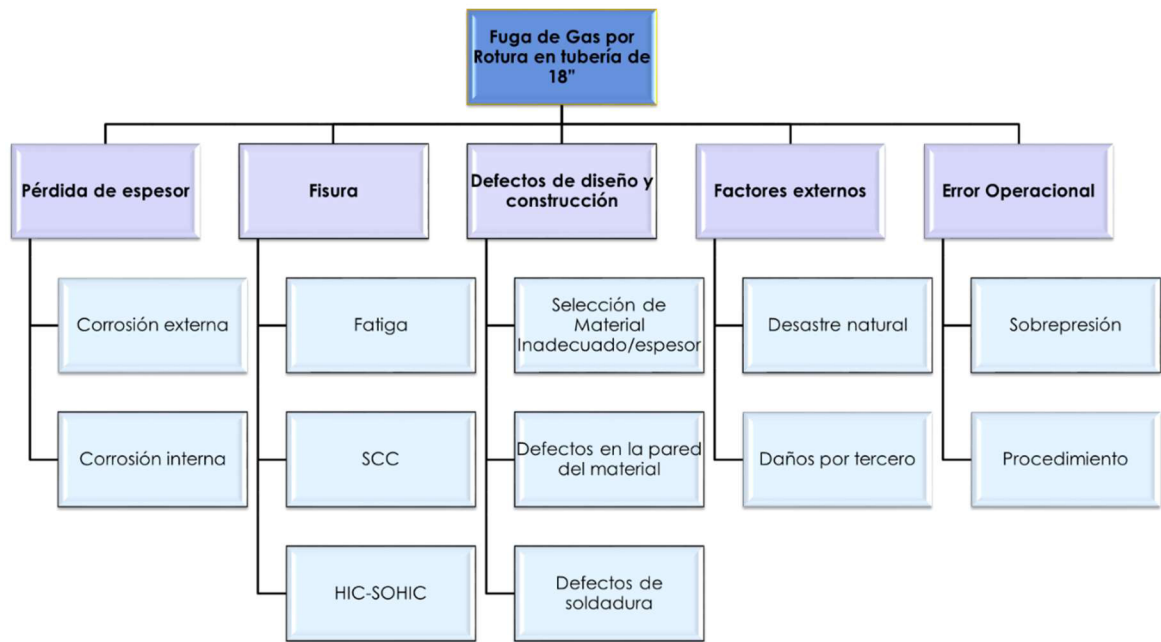 Fuga de Gas por
Rotura en tubería de
18"
Pérdida de espesor
Fisura
Defectos de diseño y
construcción
Factores externos
Error Operacional
Corrosión externa
Fatiga
Selección de
Material
Inadecuado/espesor
Desastre natural
Sobrepresión
Corrosión interna
SCC
Defectos en la pared
del material
Daños por tercero
Procedimiento
HIC-SOHIC
Defectos de
soldadura